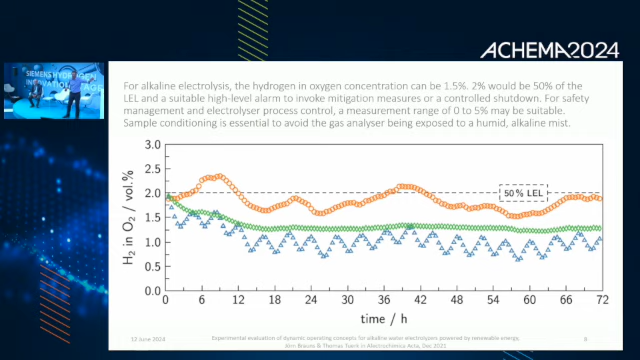 ACHEMA2024
SIEMENS HYDROGEN
INNOVATION STAGE
For alkaline electrolysis, the hydrogen in oxygen concentration can be 1.5%. 2% would be 50% of the
LEL and a suitable high-level alarm to invoke mitigation measures or a controlled shutdown. For safety
management and electrolyser process control, a measurement range of 0 to 5% may be suitable.
Sample conditioning is essential to avoid the gas analyser being exposed to a humid, alkaline mist.
3.0
2.5
2.0
1.5
1.0
0.5
0.0
H2 in O2 / vol.%
50 % LEL
0 6 12 18 24 30 36 42 48 54 60 66 72
time / h
12 June 2024
Experimental evaluation of dynamic operating concepts for alkaline water electrolyzers powered by renewable energy,
Jörn Brauns & Thomas Turek in Electrochimica Acta, Dec 2021